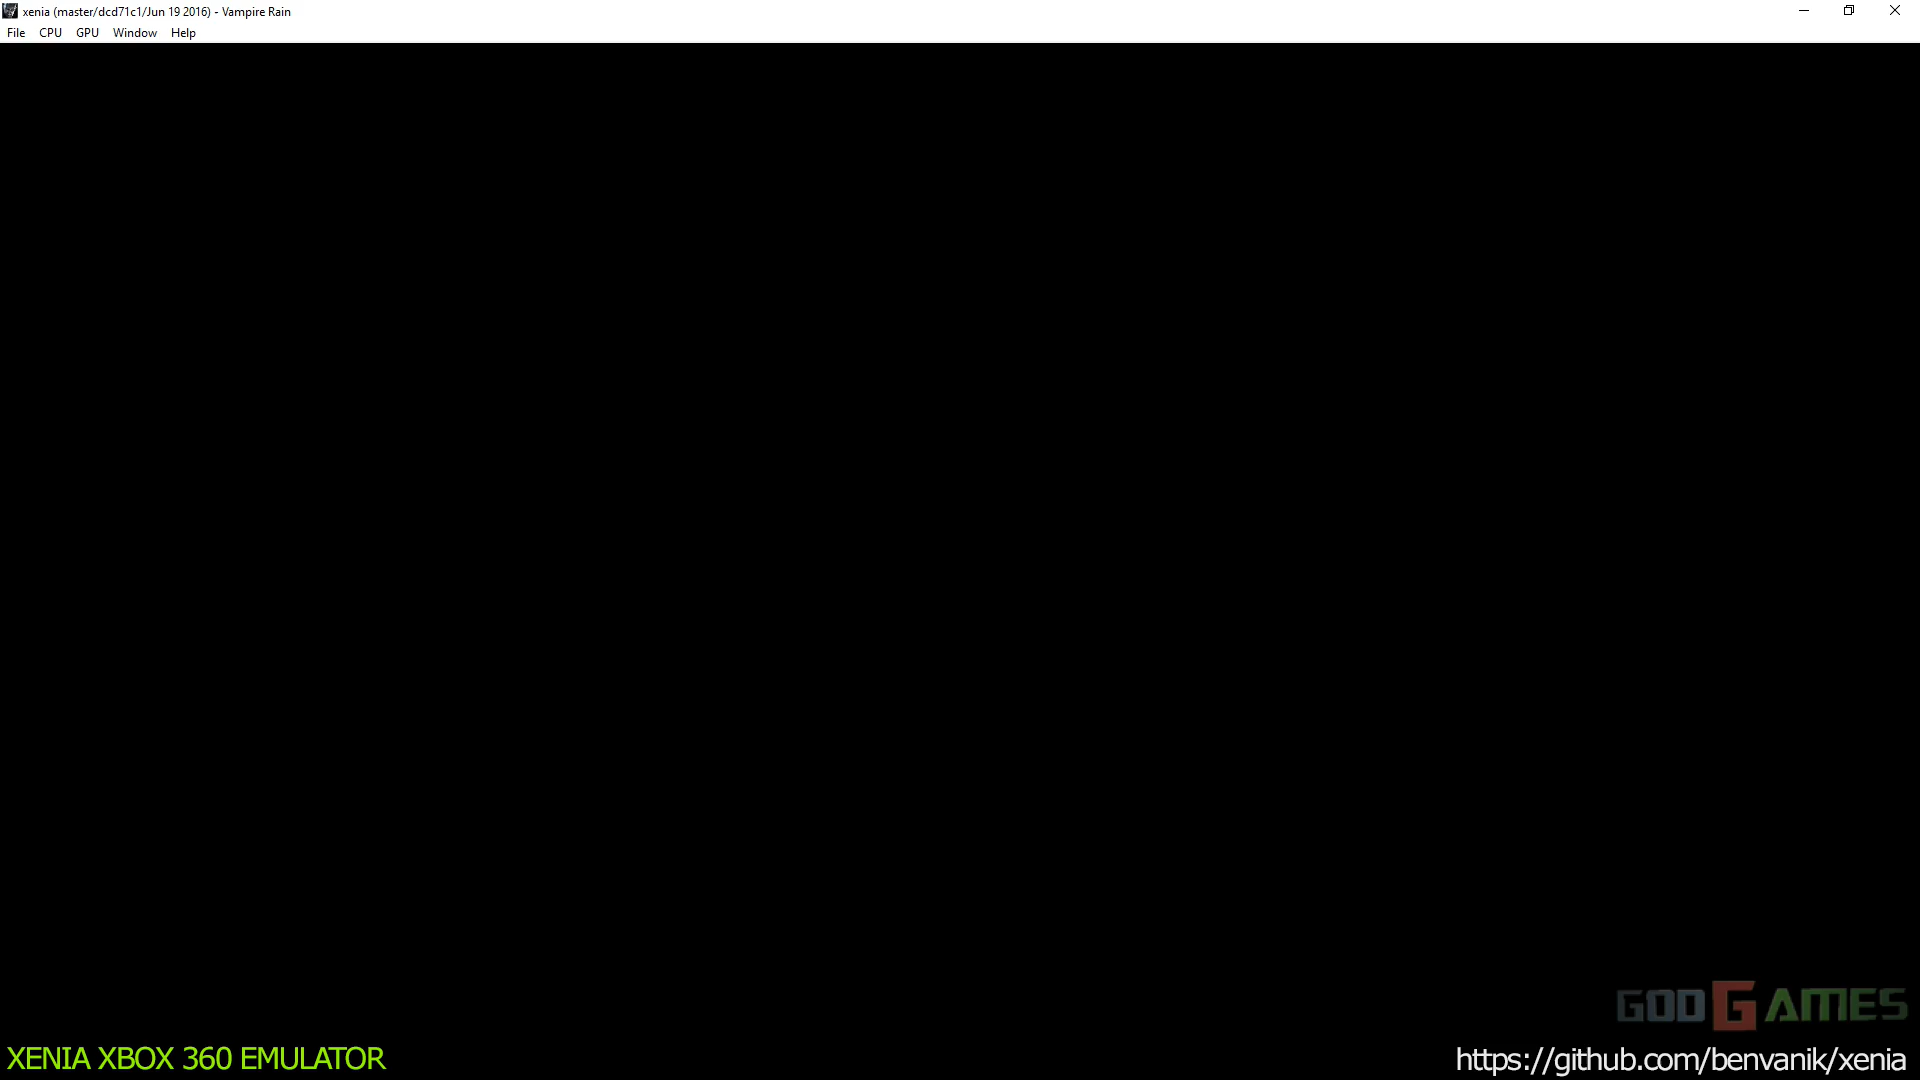 xenia (master/dcd71c1/Jun 19 2016) - Vampire Rain
File CPU GPU Window Help
GOD GAMES
XENIA XBOX 360 EMULATOR
https://github.com/benvanik/xenia